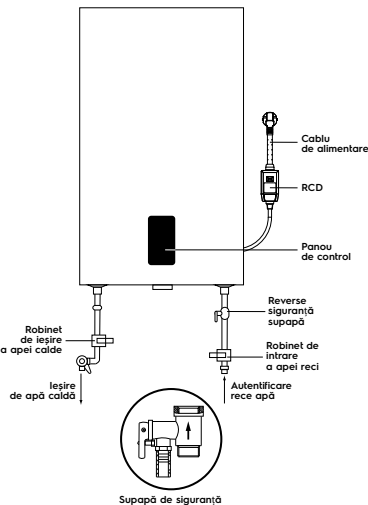 Cablu
de alimentare
RCD
Panou
de control
Reverse
siguranță
supapă
Robinet
de ieșire
a apei calde
Robinet de
intrare
a apei reci
Ieșire
de apă caldă
Autentificare
rece apă
Supapă de siguranță